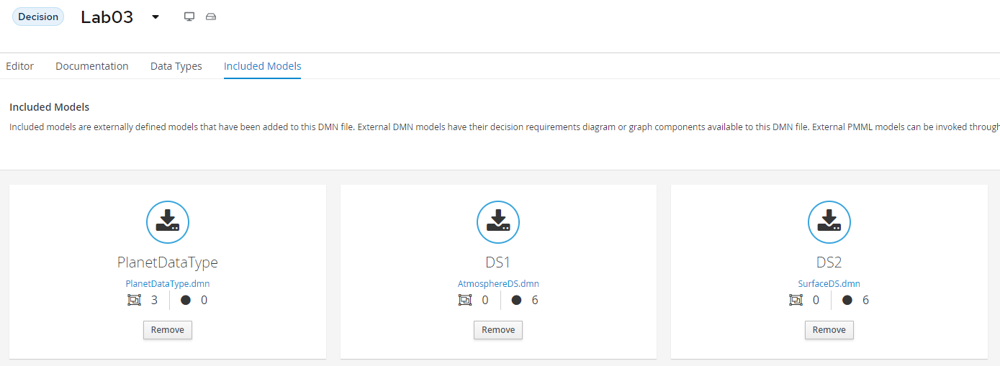 Decision Lab03
Editor Documentation Data Types Included Models
Included Models
Included models are externally defined models that have been added to this DMN file. External DMN models have their decision requirements diagram or graph components available to this DMN file. External PMML models can be invoked through
PlanetDataType
PlanetDataType.dmn
3 0
Remove
DS1
AtmosphereDS.dmn
0 6
Remove
DS2
SurfaceDS.dmn
0 6
Remove